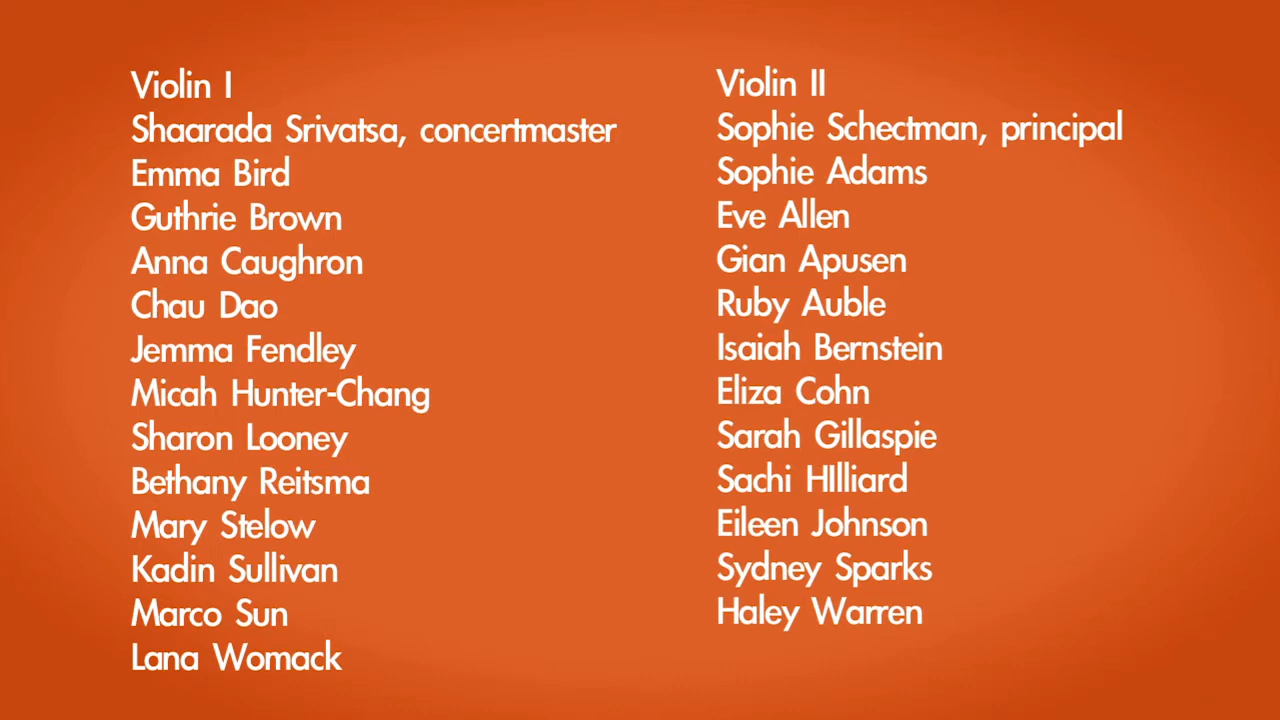 Violin I
Shaarada Srivatsa, concertmaster
Emma Bird
Guthrie Brown
Anna Caughron
Chau Dao
Jemma Fendley
Micah Hunter-Chang
Sharon Looney
Bethany Reitsma
Mary Stelow
Kadin Sullivan
Marco Sun
Lana Womack
Violin II
Sophie Schectman, principal
Sophie Adams
Eve Allen
Gian Apusen
Ruby Auble
Isaiah Bernstein
Eliza Cohn
Sarah Gillaspie
Sachi HIlliard
Eileen Johnson
Sydney Sparks
Haley Warren